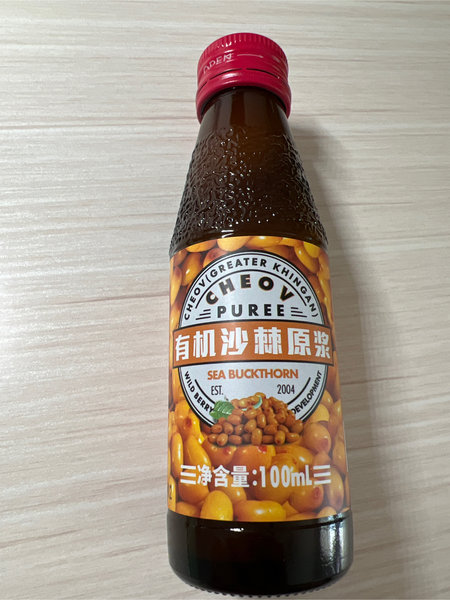 OPEN
CHEOV(GREATER KHINGAN)
CHEOV
PUREE
有机沙棘原浆
SEA BUCKTHORN
EST. 2004
WILD BERRY DEVELOPMENT
净含量:100mL